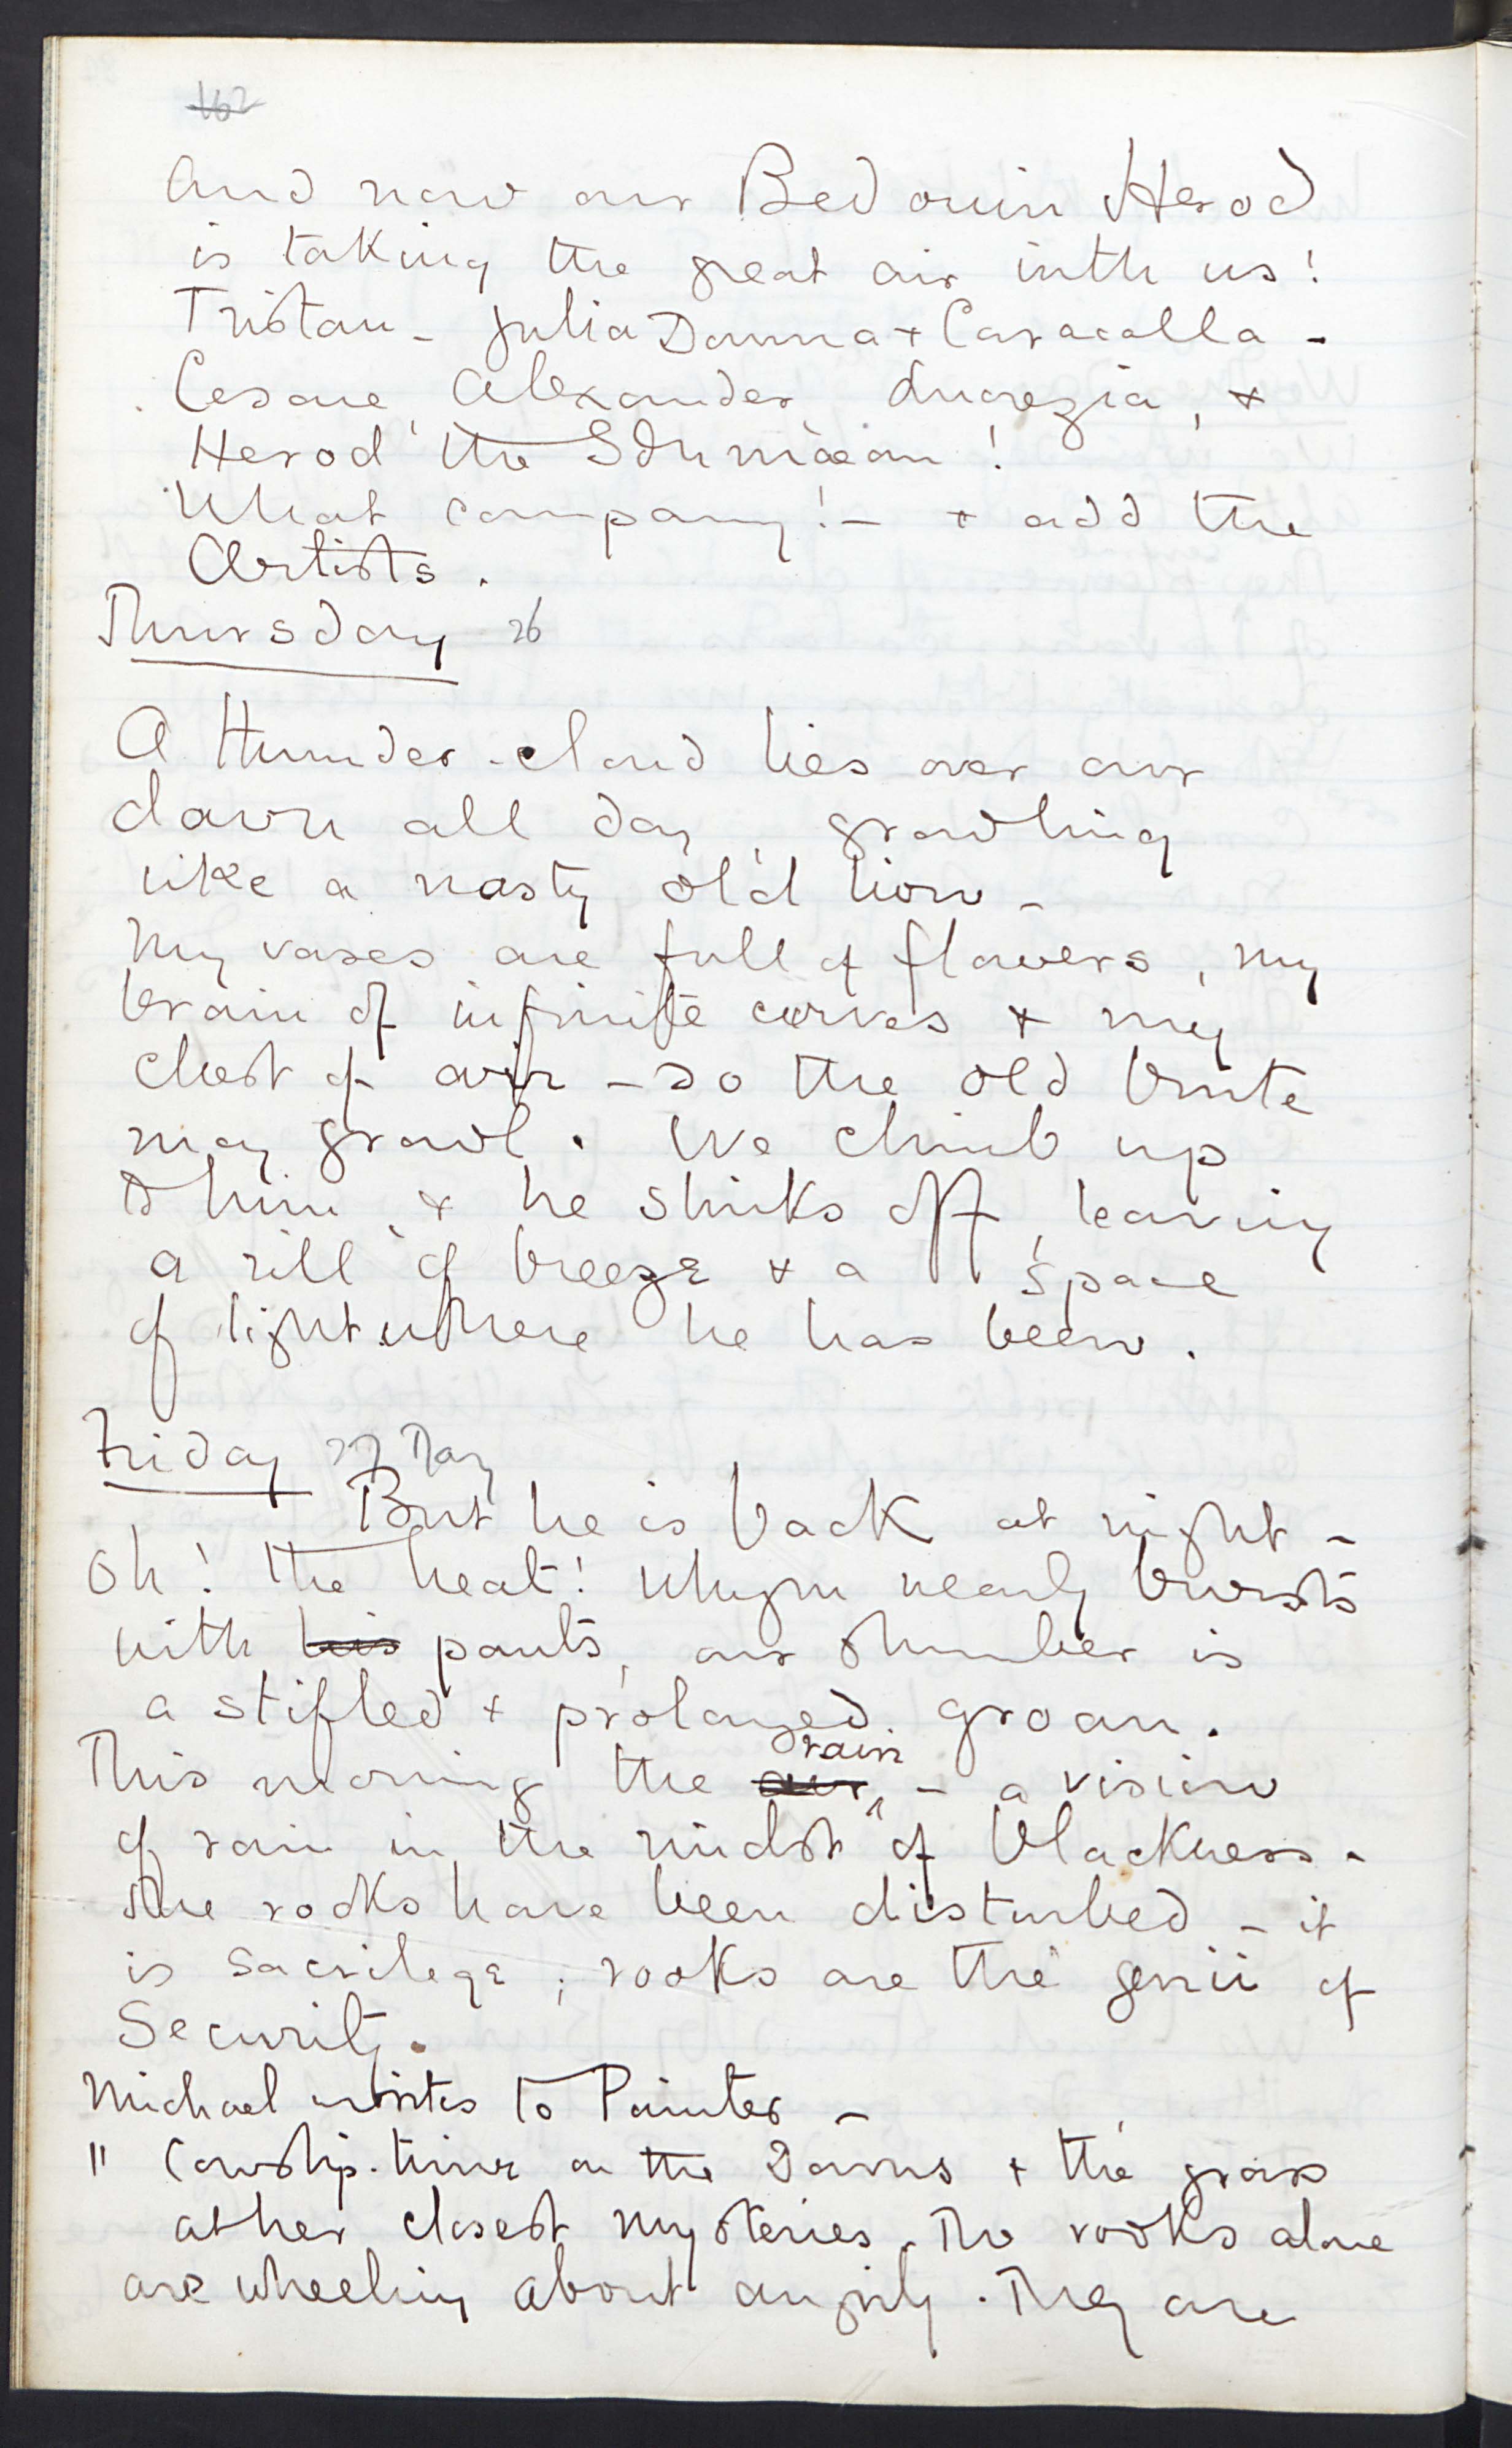 162
And now our Bedouin Herod
is taking the great air with us!
Tristan - Julia Domna + Caracalla -
Cesare, Alexander, Lucrezia, +
Herod the Idumæan!
What company! - + add the
Artists.
Thursday 26
A Thunder-cloud lies over our
down all day, growling
like a nasty old lion -
My vases are full of flowers, my
brain of infinite curves + my
chest of air - so the old brute
may growl. We climb up
to him, + he slinks off, leaving
a rill of breeze + a space
of light where he has been.
Friday 27 May
But he is back at night -
Oh! the heat! Whym nearly bursts
with his pants, our slumber is
a stifled + prolonged groan.
This morning the air rain - a vision
of rain in the midst of blackness -
The rooks have been disturbed - it
is sacrilege; rooks are the genii of
Security.
Michael writes to Painter -
" Cowslip-time on the Downs + the grass
at her closest mysteries. The rooks alone
are wheeling about angrily. They are